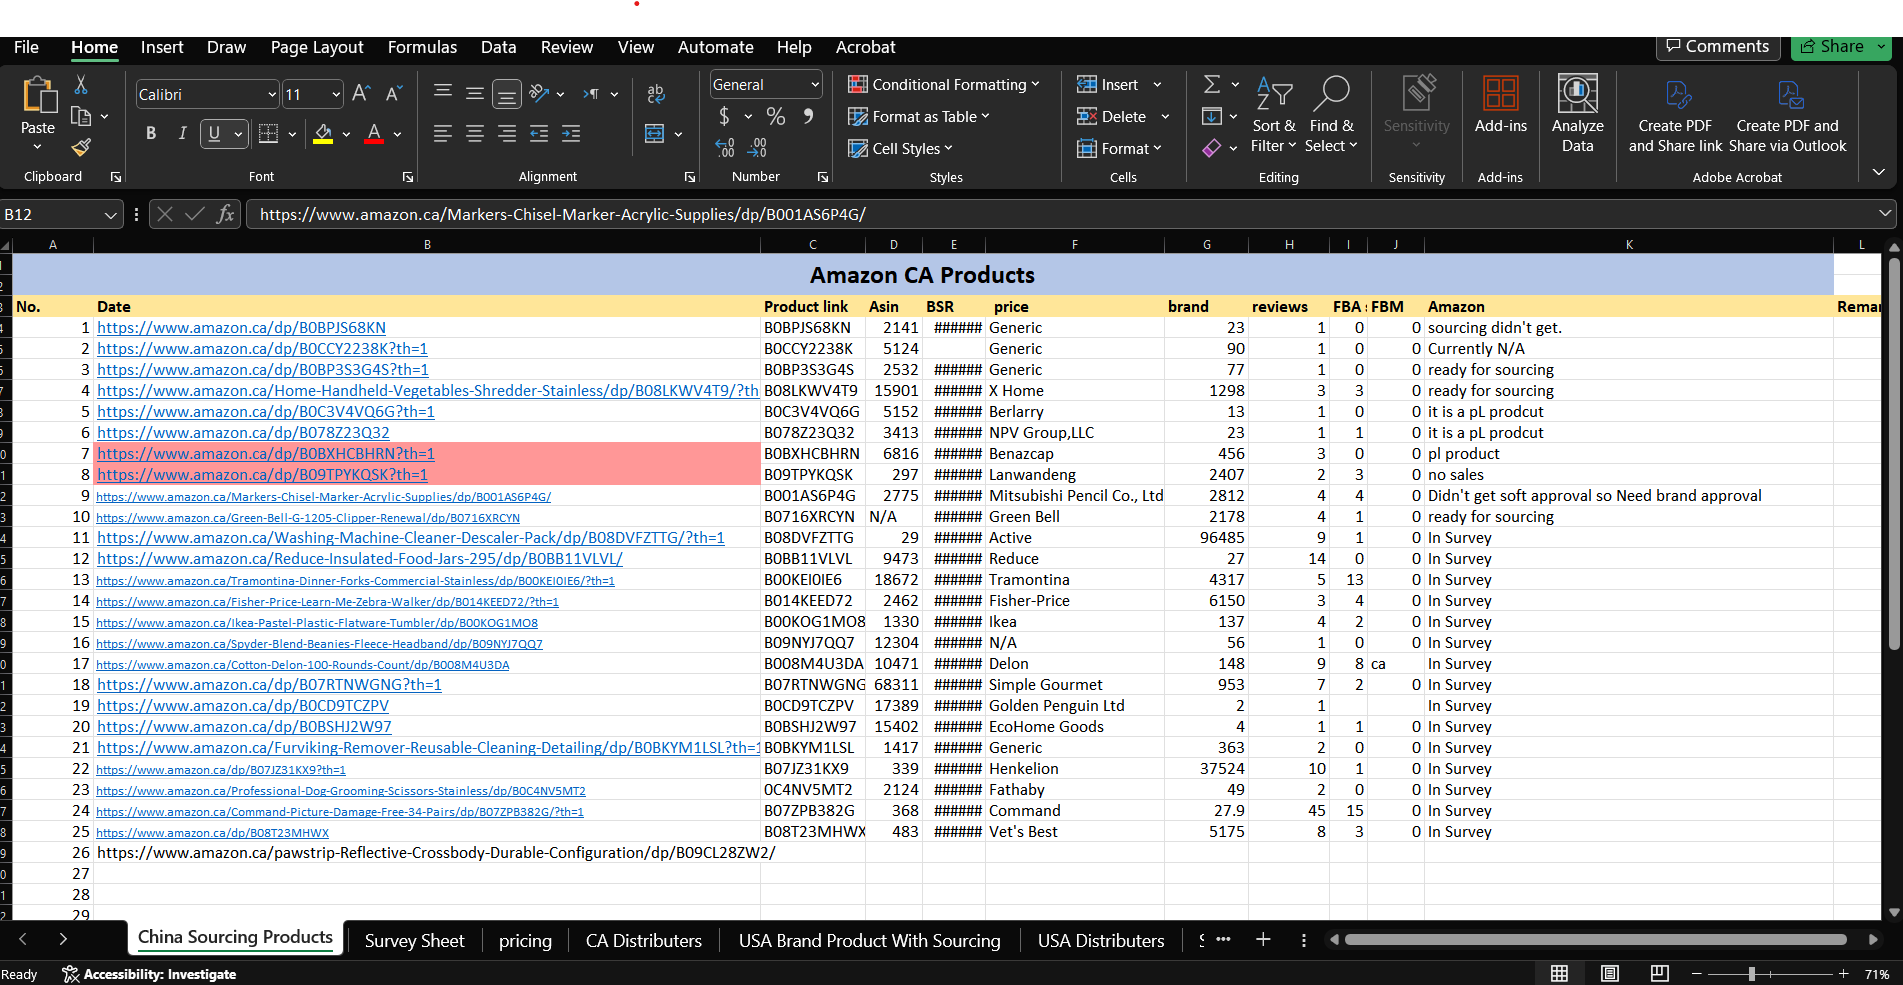 File Home Insert Draw Page Layout Formulas Data Review View Automate Help Acrobat Comments Share
Calibri 11 General Conditional Formatting Insert
Paste Format as Table Delete Sort & Find & Sensitivity Add-ins Analyze Create PDF Create PDF and
B I U $ % Cell Styles Format Filter Select Data and Share link Share via Outlook
Clipboard Font Alignment Number Styles Cells Editing Sensitivity Add-ins Adobe Acrobat
B12 fx https://www.amazon.ca/Markers-Chisel-Marker-Acrylic-Supplies/dp/B001AS6P4G/
A B C D E F G H I J K L
Amazon CA Products
No. Date Product link Asin BSR price brand reviews FBA FBM Amazon Remar
1 https://www.amazon.ca/dp/B0BPJS68KN B0BPJS68KN 2141 ###### Generic 23 1 0 0 sourcing didn't get.
2 https://www.amazon.ca/dp/B0CCY2238K?th=1 B0CCY2238K 5124 Generic 90 1 0 0 Currently N/A
3 https://www.amazon.ca/dp/B0BP3S3G4S?th=1 B0BP3S3G4S 2532 ###### Generic 77 1 0 0 ready for sourcing
4 https://www.amazon.ca/Home-Handheld-Vegetables-Shredder-Stainless/dp/B08LKWV4T9/?th B08LKWV4T9 15901 ###### X Home 1298 3 3 0 ready for sourcing
5 https://www.amazon.ca/dp/B0C3V4VQ6G?th=1 B0C3V4VQ6G 5152 ###### Berlarry 13 1 0 0 it is a pL prodcut
6 https://www.amazon.ca/dp/B078Z23Q32 B078Z23Q32 3413 ###### NPV Group,LLC 23 1 1 0 it is a pL prodcut
7 https://www.amazon.ca/dp/B0BXHCBHRN?th=1 B0BXHCBHRN 6816 ###### Benazcap 456 3 0 0 pl product
8 https://www.amazon.ca/dp/B09TPYKQSK?th=1 B09TPYKQSK 297 ###### Lanwandeng 2407 2 3 0 no sales
9 https://www.amazon.ca/Markers-Chisel-Marker-Acrylic-Supplies/dp/B001AS6P4G/ B001AS6P4G 2775 ###### Mitsubishi Pencil Co., Ltd 2812 4 4 0 Didn't get soft approval so Need brand approval
10 https://www.amazon.ca/Green-Bell-G-1205-Clipper-Renewal/dp/B0716XRCYN B0716XRCYN N/A ###### Green Bell 2178 4 1 0 ready for sourcing
11 https://www.amazon.ca/Washing-Machine-Cleaner-Descaler-Pack/dp/B08DVFZTTG/?th=1 B08DVFZTTG 29 ###### Active 96485 9 1 0 In Survey
12 https://www.amazon.ca/Reduce-Insulated-Food-Jars-295/dp/B0BB11VLVL/ B0BB11VLVL 9473 ###### Reduce 27 14 0 0 In Survey
13 https://www.amazon.ca/Tramontina-Dinner-Forks-Commercial-Stainless/dp/B00KEI0IE6/?th=1 B00KEI0IE6 18672 ###### Tramontina 4317 5 13 0 In Survey
14 https://www.amazon.ca/Fisher-Price-Learn-Me-Zebra-Walker/dp/B014KEED72/?th=1 B014KEED72 2462 ###### Fisher-Price 6150 3 4 0 In Survey
15 https://www.amazon.ca/Ikea-Pastel-Plastic-Flatware-Tumbler/dp/B00KOG1MO8 B00KOG1MO8 1330 ###### Ikea 137 4 2 0 In Survey
16 https://www.amazon.ca/Spyder-Blend-Beanies-Fleece-Headband/dp/B09NYJ7QQ7 B09NYJ7QQ7 12304 ###### N/A 56 1 0 0 In Survey
17 https://www.amazon.ca/Cotton-Delon-100-Rounds-Count/dp/B008M4U3DA B008M4U3DA 10471 ###### Delon 148 9 8 ca In Survey
18 https://www.amazon.ca/dp/B07RTNWGNG?th=1 B07RTNWGNG 68311 ###### Simple Gourmet 953 7 2 0 In Survey
19 https://www.amazon.ca/dp/B0CD9TCZPV B0CD9TCZPV 17389 ###### Golden Penguin Ltd 2 1 In Survey
20 https://www.amazon.ca/dp/B0BSHJ2W97 B0BSHJ2W97 15402 ###### EcoHome Goods 4 1 1 0 In Survey
21 https://www.amazon.ca/Furviking-Remover-Reusable-Cleaning-Detailing/dp/B0BKYM1LSL?th=1 B0BKYM1LSL 1417 ###### Generic 363 2 0 0 In Survey
22 https://www.amazon.ca/dp/B07JZ31KX9?th=1 B07JZ31KX9 339 ###### Henkelion 37524 10 1 0 In Survey
23 https://www.amazon.ca/Professional-Dog-Grooming-Scissors-Stainless/dp/B0C4NV5MT2 0C4NV5MT2 2124 ###### Fathaby 49 2 0 0 In Survey
24 https://www.amazon.ca/Command-Picture-Damage-Free-34-Pairs/dp/B07ZPB382G/?th=1 B07ZPB382G 368 ###### Command 27.9 45 15 0 In Survey
25 https://www.amazon.ca/dp/B08T23MHWX B08T23MHWX 483 ###### Vet's Best 5175 8 3 0 In Survey
26 https://www.amazon.ca/pawstrip-Reflective-Crossbody-Durable-Configuration/dp/B09CL28ZW2/
27
28
29
China Sourcing Products Survey Sheet pricing CA Distributers USA Brand Product With Sourcing USA Distributers
Ready Accessibility: Investigate 71%